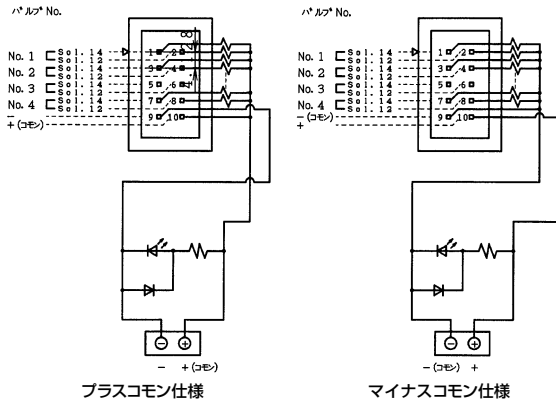 バルブ No.
No. 1 Sol. 14
Sol. 12
No. 2 Sol. 14
Sol. 12
No. 3 Sol. 14
Sol. 12
No. 4 Sol. 14
Sol. 12
－
＋(コモン)
1 2
3 4
5 6
7 8
9 10
－ ＋(コモン)
プラスコモン仕様
バルブ No.
No. 1 Sol. 14
Sol. 12
No. 2 Sol. 14
Sol. 12
No. 3 Sol. 14
Sol. 12
No. 4 Sol. 14
Sol. 12
－(コモン)
＋
1 2
3 4
5 6
7 8
9 10
－(コモン) ＋
マイナスコモン仕様